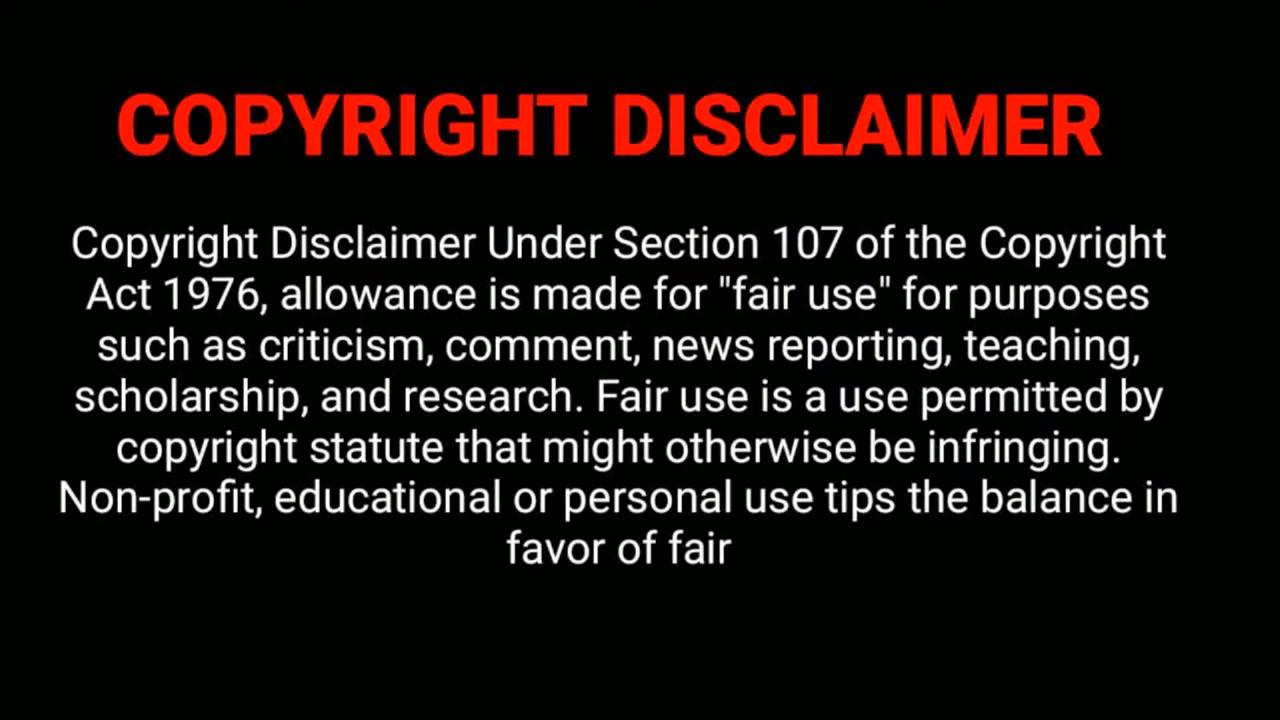 COPYRIGHT DISCLAIMER
Copyright Disclaimer Under Section 107 of the Copyright
Act 1976, allowance is made for "fair use" for purposes
such as criticism, comment, news reporting, teaching,
scholarship, and research. Fair use is a use permitted by
copyright statute that might otherwise be infringing.
Non-profit, educational or personal use tips the balance in
favor of fair